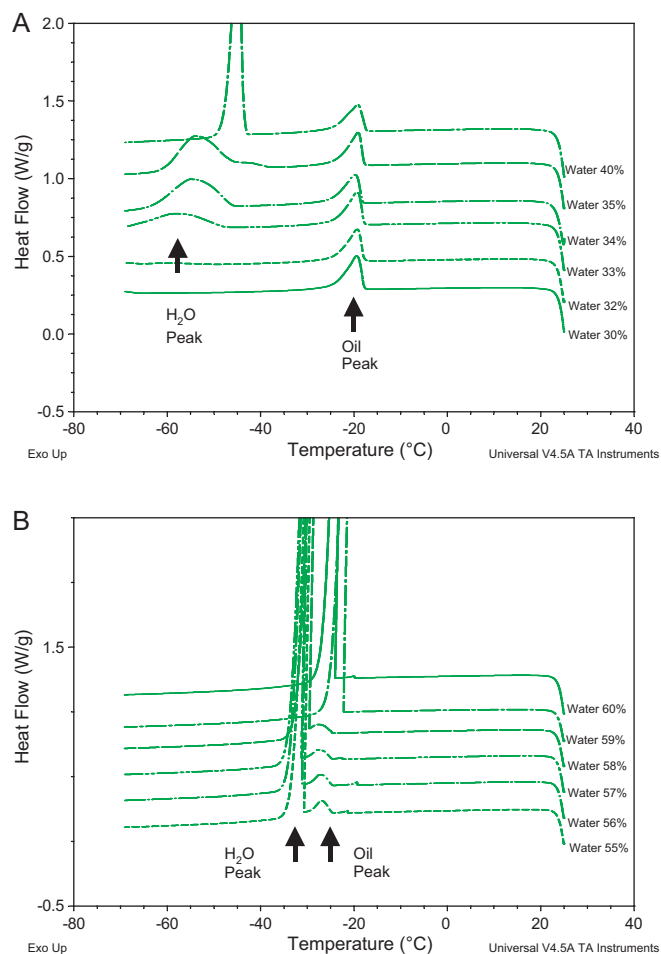 A
2.0
1.5
1.0
0.5
0.0
-0.5
Heat Flow (W/g)
Water 40%
Water 35%
Water 34%
Water 33%
Water 32%
Water 30%
H2O
Peak
Oil
Peak
-80
-60
-40
-20
0
20
40
Exo Up
Temperature (°C)
Universal V4.5A TA Instruments
B
1.5
-0.5
Heat Flow (W/g)
Water 60%
Water 59%
Water 58%
Water 57%
Water 56%
Water 55%
H2O
Peak
Oil
Peak
-80
-60
-40
-20
0
20
40
Exo Up
Temperature (°C)
Universal V4.5A TA Instruments